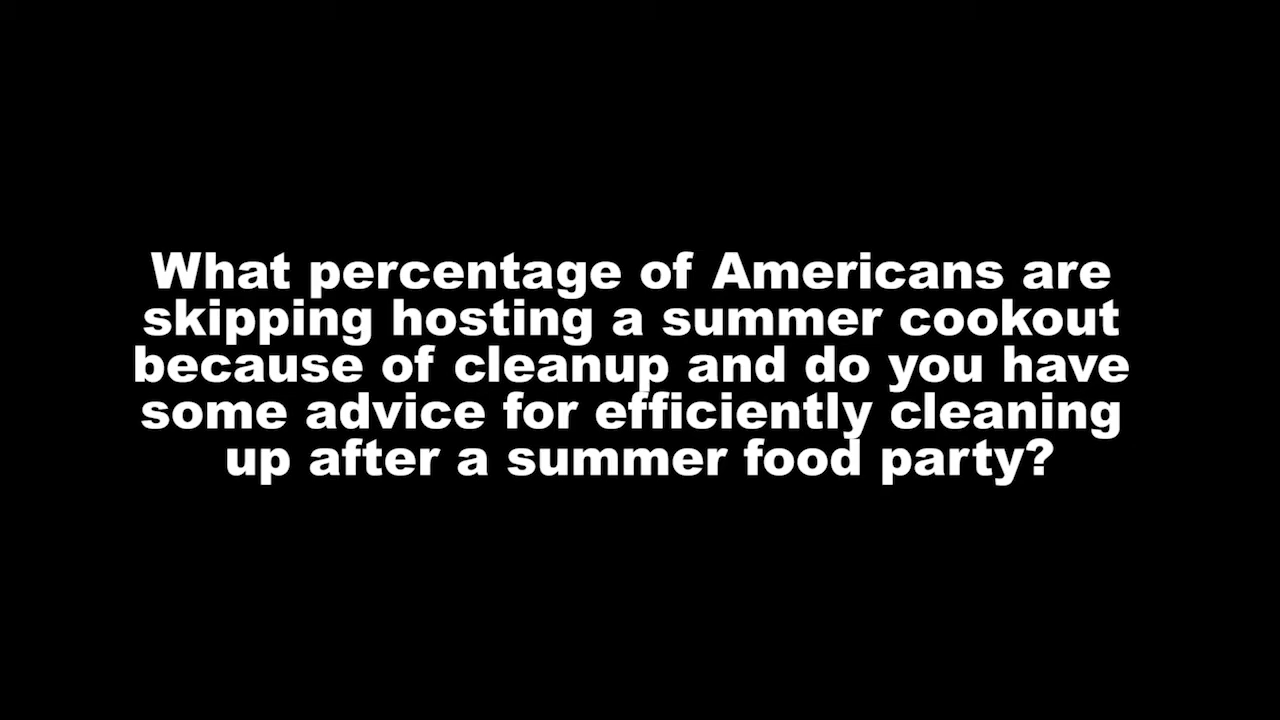 What percentage of Americans are
skipping hosting a summer cookout
because of cleanup and do you have
some advice for efficiently cleaning
up after a summer food party?